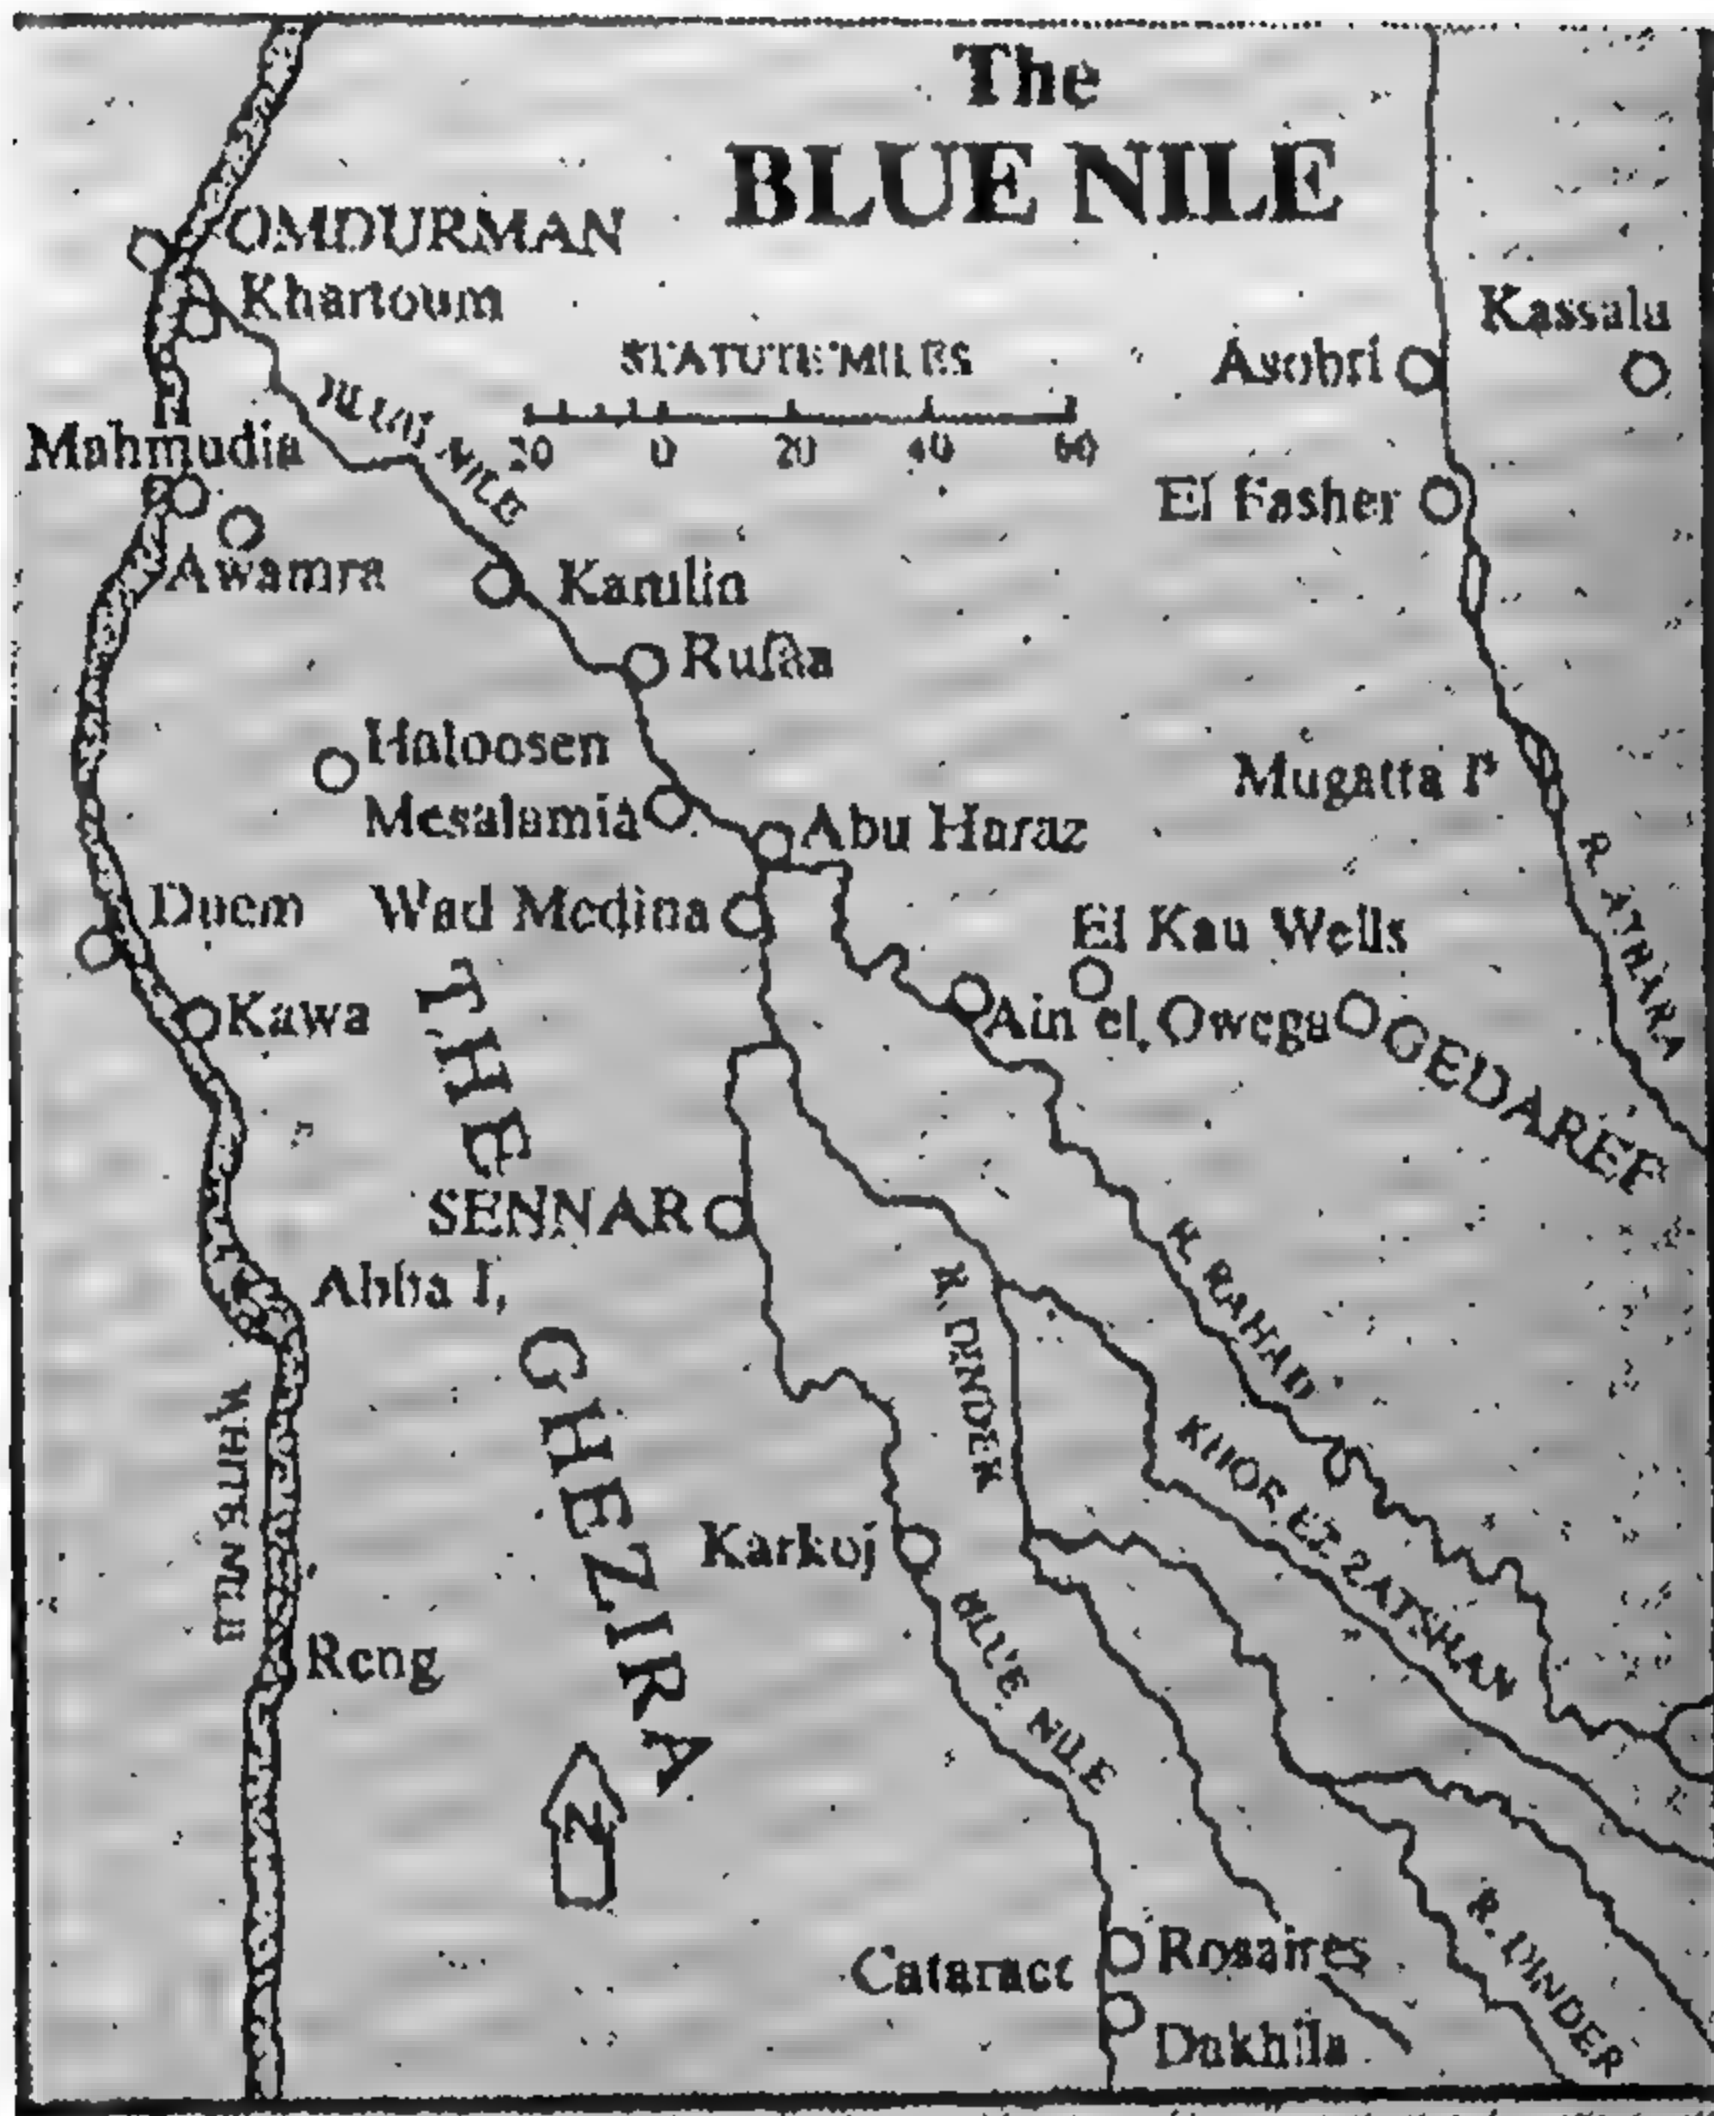 The
BLUE NILE
OMDURMAN
Khartoum
Kassala
STATUTE MILES
Asobri
BLUE NILE
20 0 20 40 60
Mahmudia
El Fasher
Awamra
Kamlin
Rufaa
Haloosen
Mugatta P
Mesalamia
Abu Haraz
R. ATBARA
Duem
Wad Medina
El Kau Wells
Kawa
Ain el Owega
GEDAREF
THE
GHEZIRA
SENNAR
R. RAHAD
Abba I.
R. DINDER
WHITE NILE
KHOR EZ ZATSHAN
Karkoj
BLUE NILE
Reng
N
R. DINDER
Cataract
Rosaires
Dakhila